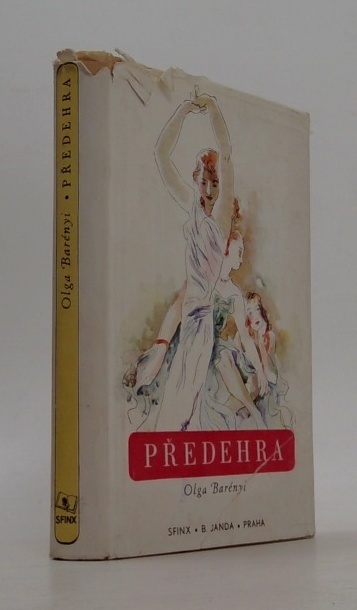 Olga Barényi • PŘEDEHRA
SFINX
PŘEDEHRA
Olga Barényi
SFINX • B. JANDA • PRAHA